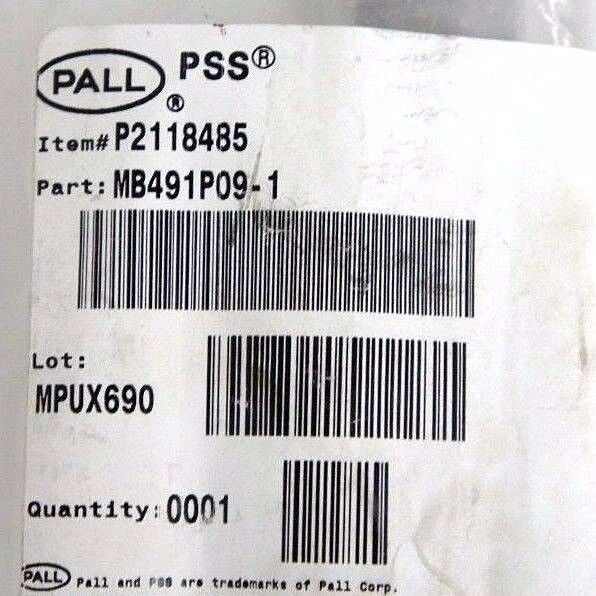 PALL ® PSS®
Item# P2118485
Part: MB491P09-1
Lot:
MPUX690
Quantity: 0001
PALL Pall and PSS are trademarks of Pall Corp.